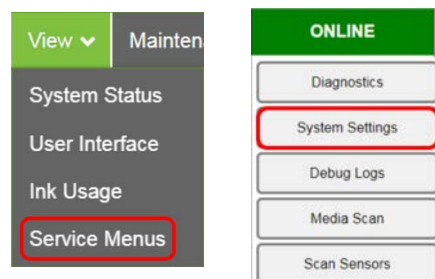 View
Mainten
System Status
User Interface
Ink Usage
Service Menus
ONLINE
Diagnostics
System Settings
Debug Logs
Media Scan
Scan Sensors